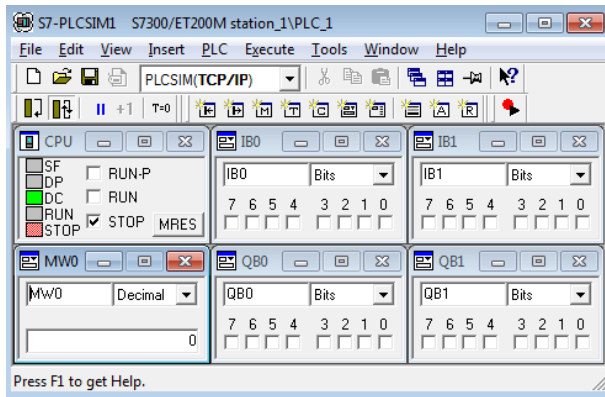 S7-PLCSIM1 S7300/ET200M station_1\PLC_1
File Edit View Insert PLC Execute Tools Window Help
PLCSIM(TCP/IP)
+1 T=0
CPU
SF
DP
DC
RUN
STOP
RUN-P
RUN
STOP
MRES
IB0
IB0 Bits
7 6 5 4 3 2 1 0
IB1
IB1 Bits
7 6 5 4 3 2 1 0
MW0
MW0 Decimal
0
QB0
QB0 Bits
7 6 5 4 3 2 1 0
QB1
QB1 Bits
7 6 5 4 3 2 1 0
Press F1 to get Help.